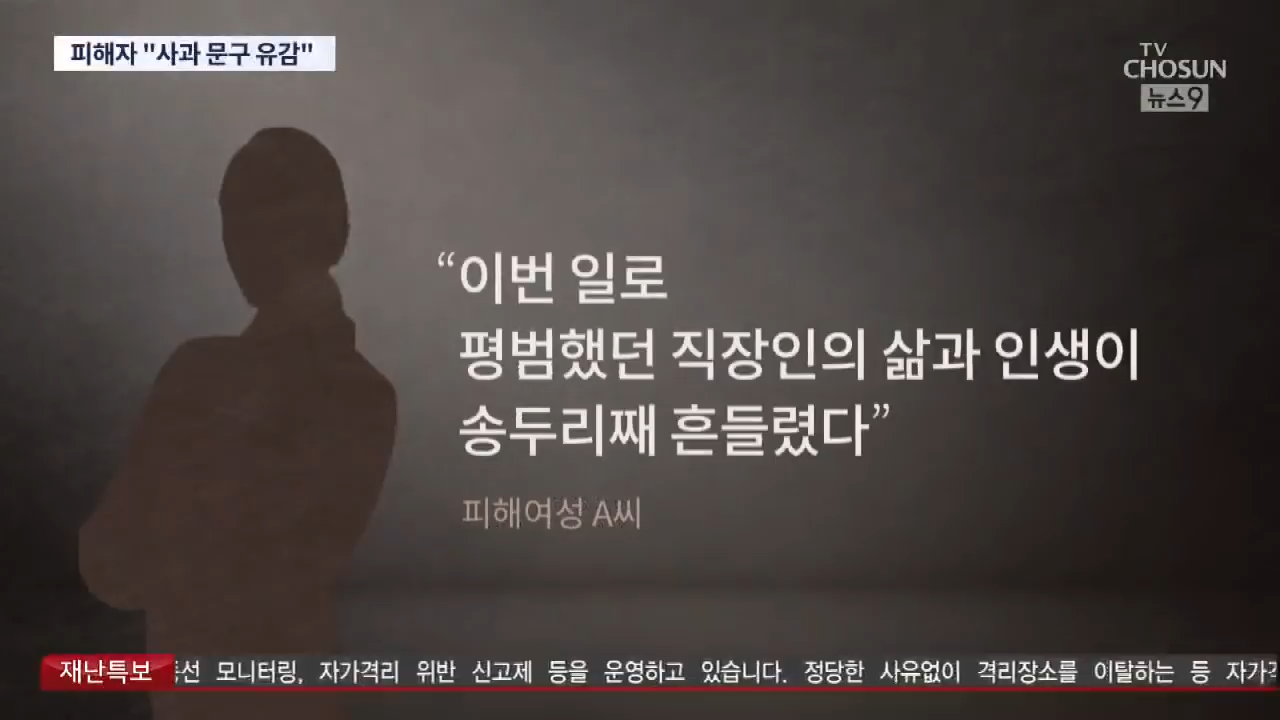 피해자 "사과 문구 유감"
TV
CHOSUN
뉴스9
“이번 일로
평범했던 직장인의 삶과 인생이
송두리째 흔들렸다”
피해여성 A씨
재난특보 선 모니터링, 자가격리 위반 신고제 등을 운영하고 있습니다. 정당한 사유없이 격리장소를 이탈하는 등